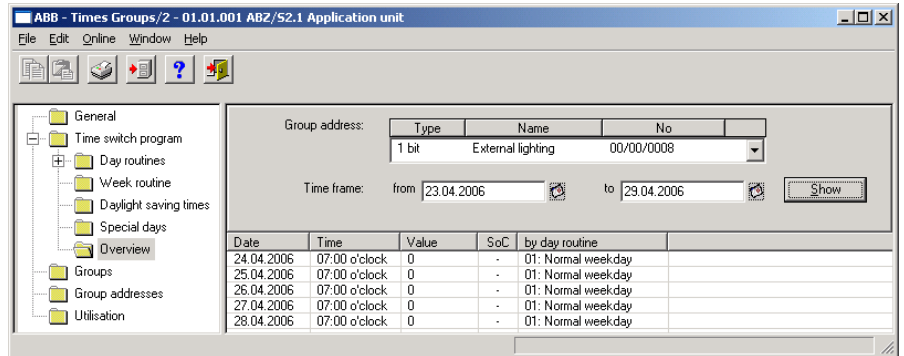 ABB - Times Groups/2 - 01.01.001 ABZ/S2.1 Application unit
File Edit Online Window Help
General
Time switch program
Day routines
Week routine
Daylight saving times
Special days
Overview
Groups
Group addresses
Utilisation
Group address:
Type Name No
1 bit External lighting 00/00/0008
Time frame: from 23.04.2006 to 29.04.2006 Show
Date Time Value SoC by day routine
24.04.2006 07:00 o'clock 0 - 01: Normal weekday
25.04.2006 07:00 o'clock 0 - 01: Normal weekday
26.04.2006 07:00 o'clock 0 - 01: Normal weekday
27.04.2006 07:00 o'clock 0 - 01: Normal weekday
28.04.2006 07:00 o'clock 0 - 01: Normal weekday